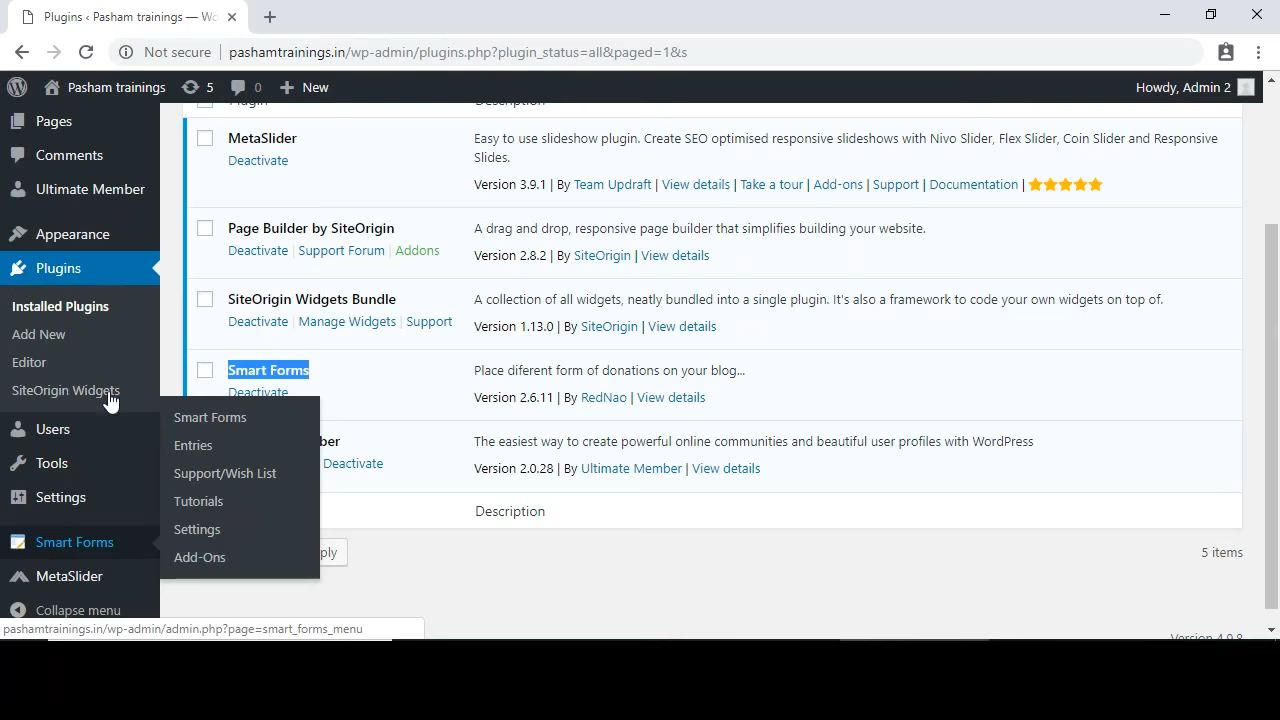 Plugins ‹ Pasham trainings — Wo
Not secure
pashamtrainings.in/wp-admin/plugins.php?plugin_status=all&paged=1&s
Pasham trainings
5
0
New
Howdy, Admin 2
Pages
Comments
Ultimate Member
Appearance
Plugins
Installed Plugins
Add New
Editor
SiteOrigin Widgets
Users
Tools
Settings
Smart Forms
MetaSlider
Collapse menu
Smart Forms
Entries
Support/Wish List
Tutorials
Settings
Add-Ons
Plugin
Description
MetaSlider
Deactivate
Easy to use slideshow plugin. Create SEO optimised responsive slideshows with Nivo Slider, Flex Slider, Coin Slider and Responsive
Slides.
Version 3.9.1 | By Team Updraft | View details | Take a tour | Add-ons | Support | Documentation |
Page Builder by SiteOrigin
Deactivate | Support Forum | Addons
A drag and drop, responsive page builder that simplifies building your website.
Version 2.8.2 | By SiteOrigin | View details
SiteOrigin Widgets Bundle
Deactivate | Manage Widgets | Support
A collection of all widgets, neatly bundled into a single plugin. It's also a framework to code your own widgets on top of.
Version 1.13.0 | By SiteOrigin | View details
Smart Forms
Deactivate
Place diferent form of donations on your blog...
Version 2.6.11 | By RedNao | View details
ber
Deactivate
The easiest way to create powerful online communities and beautiful user profiles with WordPress
Version 2.0.28 | By Ultimate Member | View details
Description
ply
5 items
pashamtrainings.in/wp-admin/admin.php?page=smart_forms_menu
Version 4.9.8